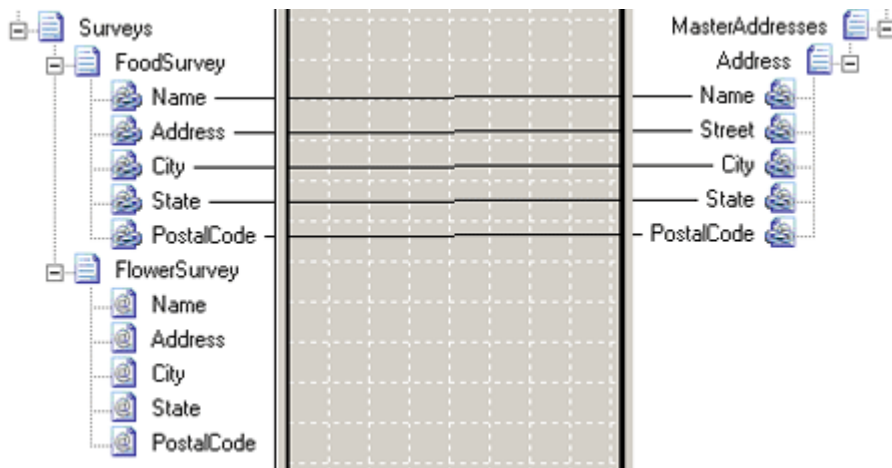 Surveys
FoodSurvey
Name
Address
City
State
PostalCode
FlowerSurvey
Name
Address
City
State
PostalCode
MasterAddresses
Address
Name
Street
City
State
PostalCode